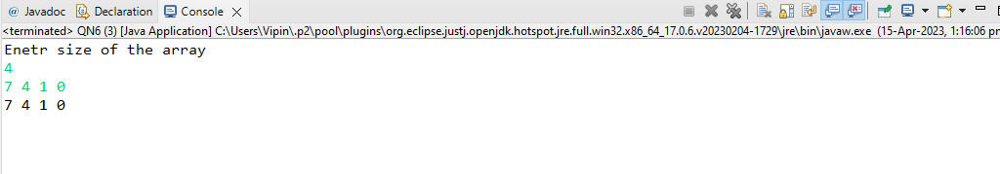 @ Javadoc Declaration Console
<terminated> QN6 (3) [Java Application] C:\Users\Vipin\.p2\pool\plugins\org.eclipse.justj.openjdk.hotspot.jre.full.win32.x86_64_17.0.6.v20230204-1729\jre\bin\javaw.exe (15-Apr-2023, 1:16:06 pm
Enetr size of the array
4
7 4 1 0
7 4 1 0